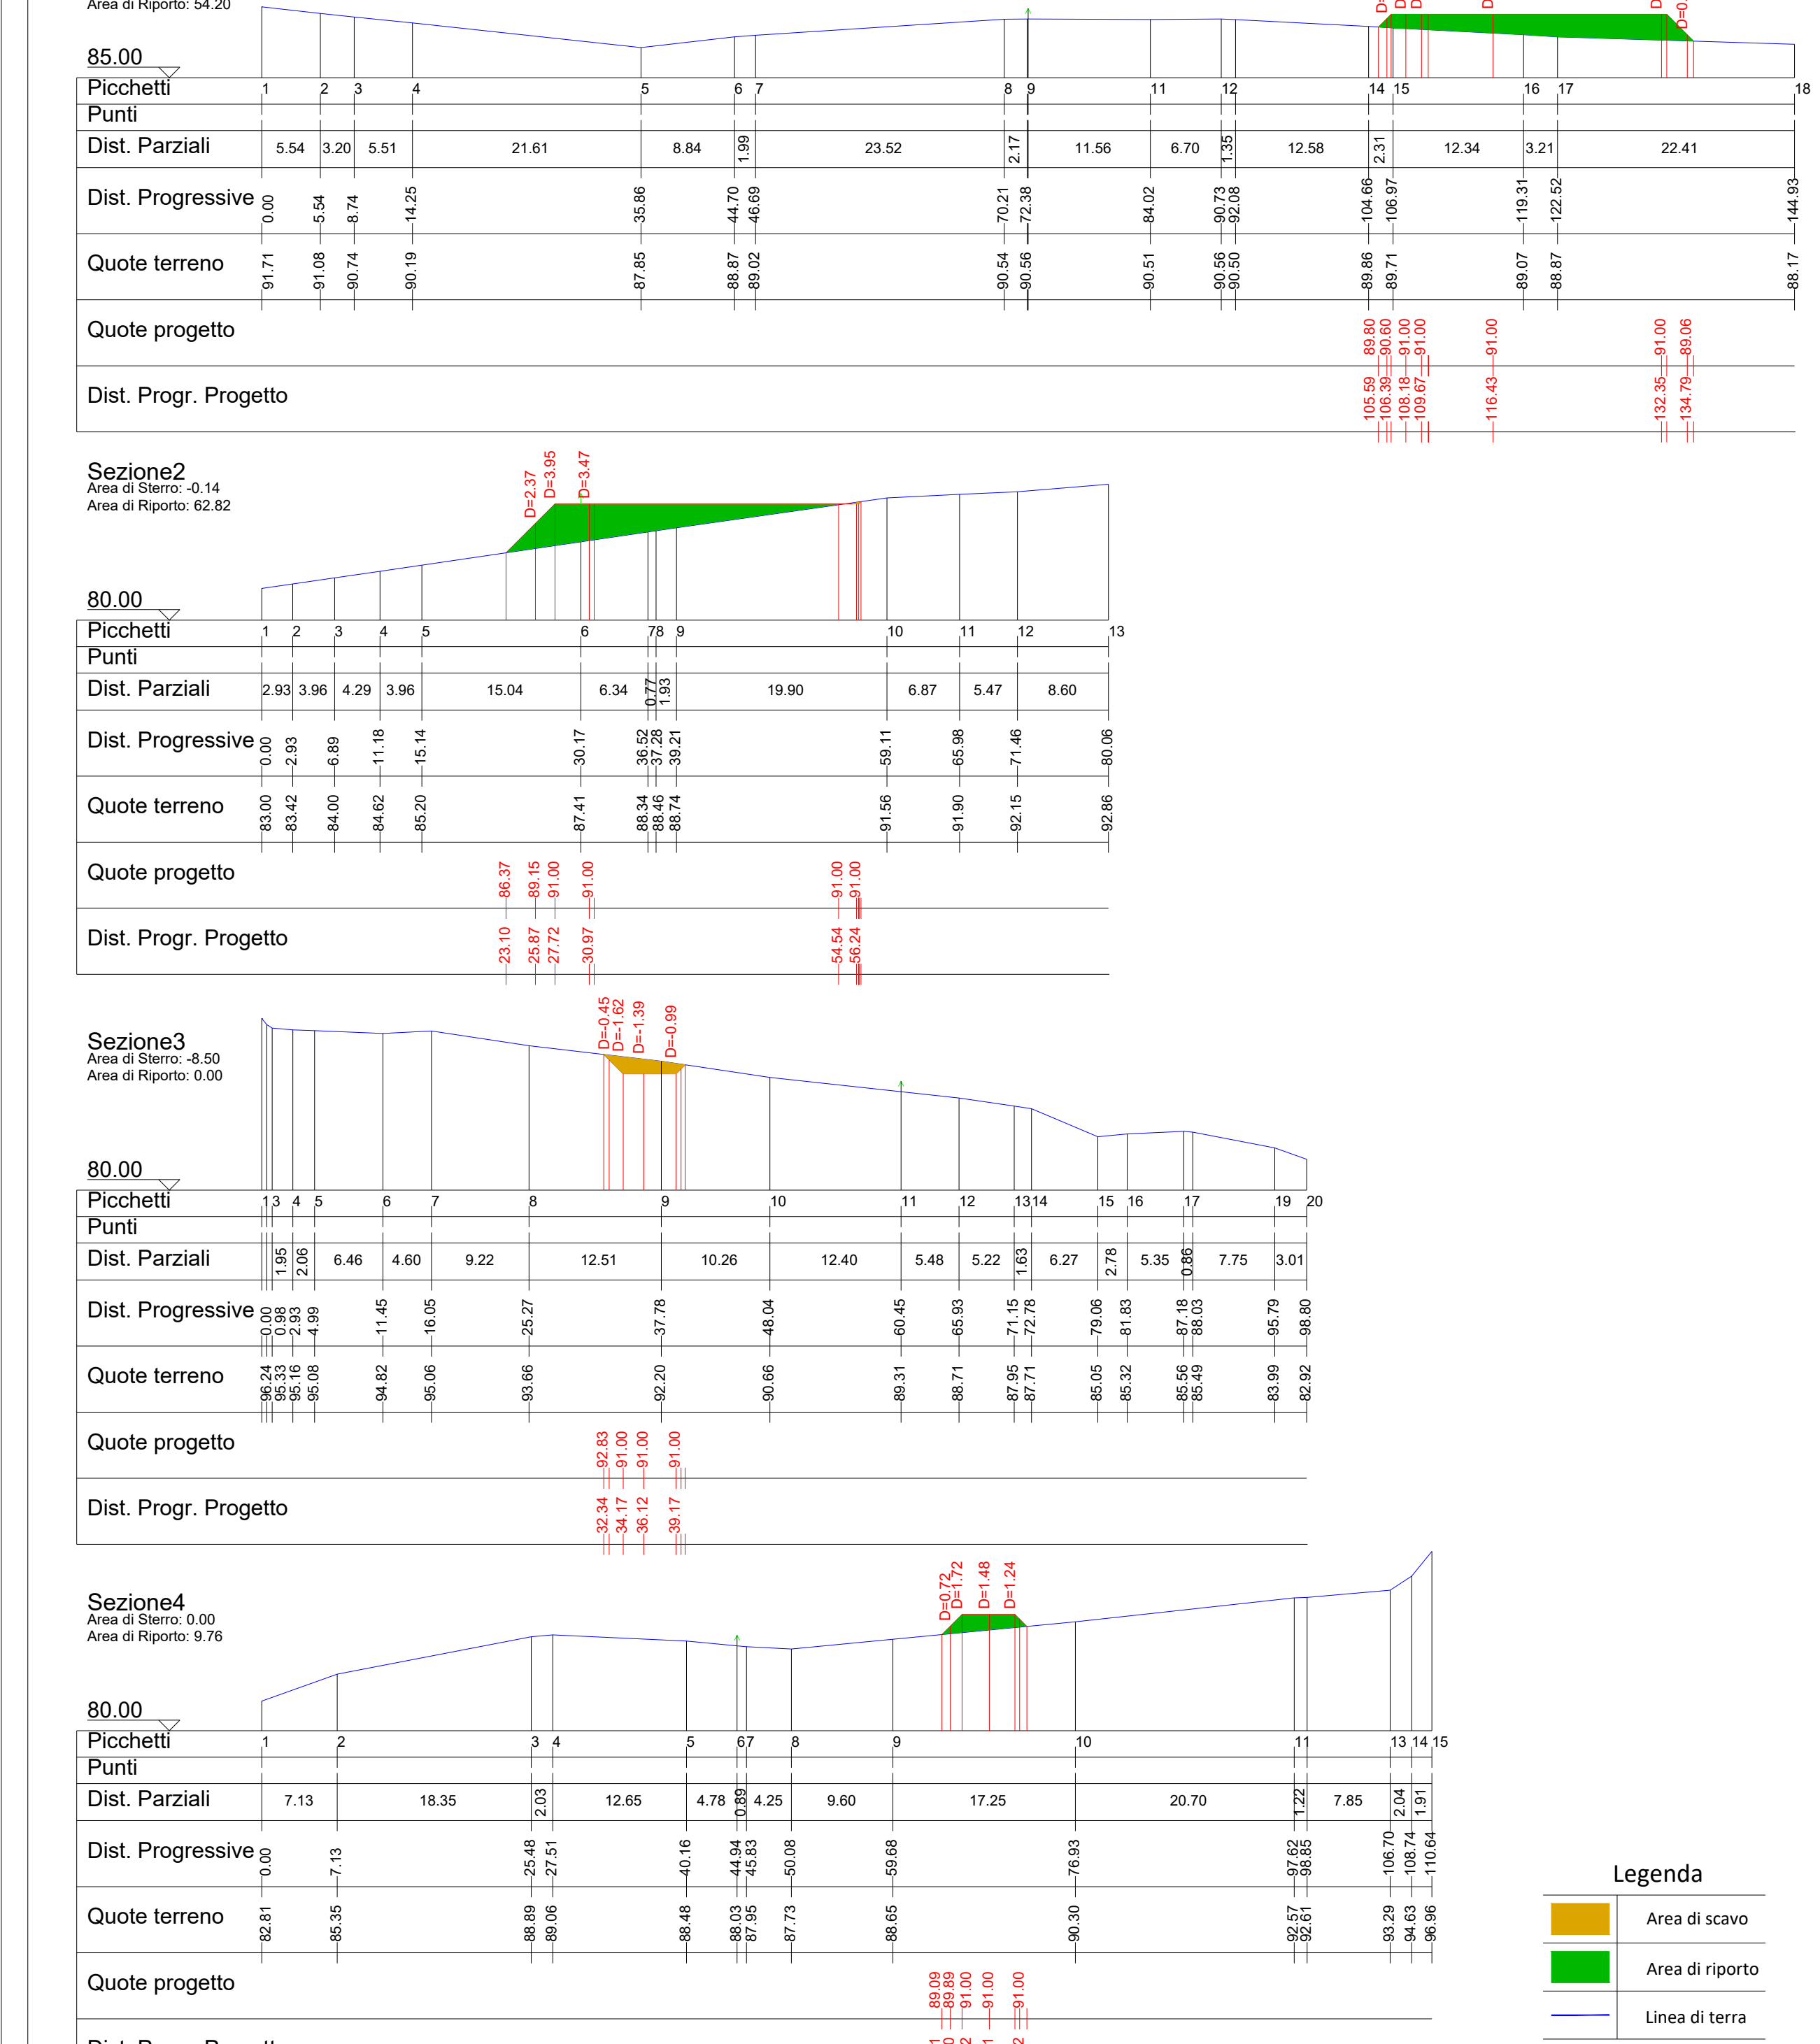 Area di Riporto: 54.20
D= D D D D D=0.
85.00
Picchetti 1 2 3 4 5 6 7 8 9 11 12 14 15 16 17 18
Punti
Dist. Parziali 5.54 3.20 5.51 21.61 8.84 1.99 23.52 2.17 11.56 6.70 1.35 12.58 2.31 12.34 3.21 22.41
Dist. Progressive 0.00 5.54 8.74 14.25 35.86 44.70 46.69 70.21 72.38 84.02 90.73 92.08 104.66 106.97 119.31 122.52 144.93
Quote terreno 91.71 91.08 90.74 90.19 87.85 88.87 89.02 90.54 90.56 90.51 90.56 90.50 89.86 89.71 89.07 88.87 88.17
Quote progetto 89.80 90.60 91.00 91.00 91.00 91.00 89.06
Dist. Progr. Progetto 105.59 106.39 108.18 109.67 116.43 132.35 134.79
Sezione2
Area di Sterro: -0.14
Area di Riporto: 62.82
D=2.37 D=3.95 D=3.47
80.00
Picchetti 1 2 3 4 5 6 7 8 9 10 11 12 13
Punti
Dist. Parziali 2.93 3.96 4.29 3.96 15.04 6.34 0.77 1.93 19.90 6.87 5.47 8.60
Dist. Progressive 0.00 2.93 6.89 11.18 15.14 30.17 36.52 37.28 39.21 59.11 65.98 71.46 80.06
Quote terreno 83.00 83.42 84.00 84.62 85.20 87.41 88.34 88.46 88.74 91.56 91.90 92.15 92.86
Quote progetto 86.37 89.15 91.00 91.00 91.00 91.00
Dist. Progr. Progetto 23.10 25.87 27.72 30.97 54.54 56.24
Sezione3
Area di Sterro: -8.50
Area di Riporto: 0.00
D=-0.45 D=-1.62 D=-1.39 D=-0.99
80.00
Picchetti 1 3 4 5 6 7 8 9 10 11 12 13 14 15 16 17 19 20
Punti
Dist. Parziali 1.95 2.06 6.46 4.60 9.22 12.51 10.26 12.40 5.48 5.22 1.63 6.27 2.78 5.35 0.86 7.75 3.01
Dist. Progressive 0.00 0.98 2.93 4.99 11.45 16.05 25.27 37.78 48.04 60.45 65.93 71.15 72.78 79.06 81.83 87.18 88.03 95.79 98.80
Quote terreno 96.24 95.33 95.16 95.08 94.82 95.06 93.66 92.20 90.66 89.31 88.71 87.95 87.71 85.05 85.32 85.56 85.49 83.99 82.92
Quote progetto 92.83 91.00 91.00 91.00
Dist. Progr. Progetto 32.34 34.17 36.12 39.17
Sezione4
Area di Sterro: 0.00
Area di Riporto: 9.76
D=0.72 D=1.72 D=1.48 D=1.24
80.00
Picchetti 1 2 3 4 5 6 7 8 9 10 11 13 14 15
Punti
Dist. Parziali 7.13 18.35 2.03 12.65 4.78 0.89 4.25 9.60 17.25 20.70 1.22 7.85 2.04 1.91
Dist. Progressive 0.00 7.13 25.48 27.51 40.16 44.94 45.83 50.08 59.68 76.93 97.62 98.85 106.70 108.74 110.64
Quote terreno 82.81 85.35 88.89 89.06 88.48 88.03 87.95 87.73 88.65 90.30 92.57 92.61 93.29 94.63 96.96
Quote progetto 89.09 89.89 91.00 91.00 91.00
Legenda
Area di scavo
Area di riporto
Linea di terra